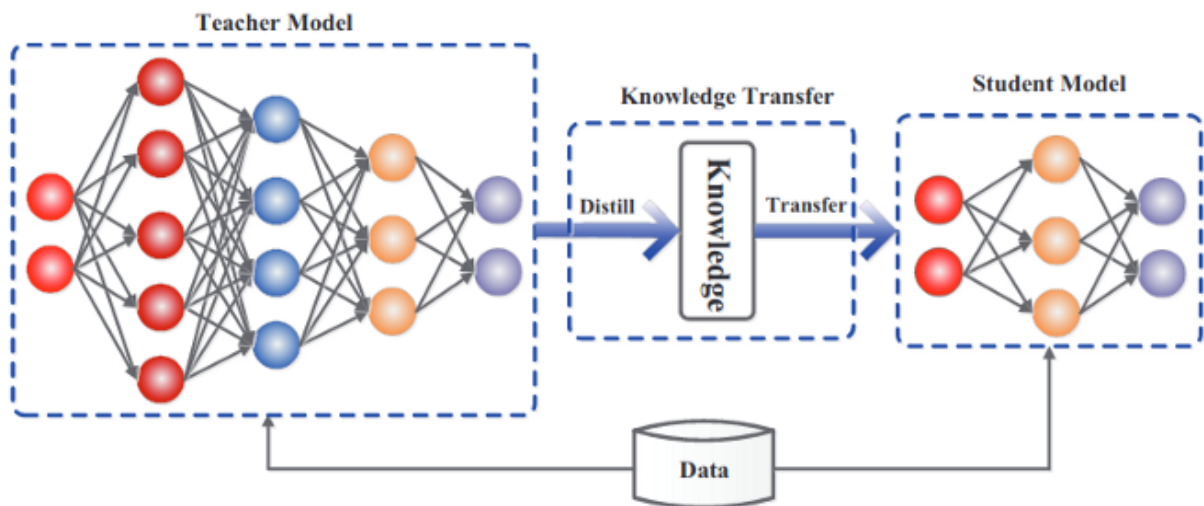 Teacher Model
Knowledge Transfer
Student Model
Distill
Knowledge
Transfer
Data